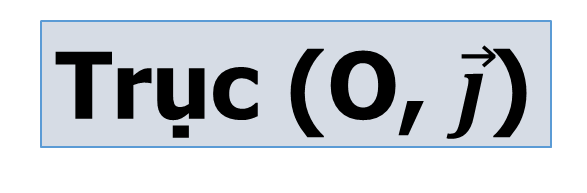 Trục (O, ȷ⃗)